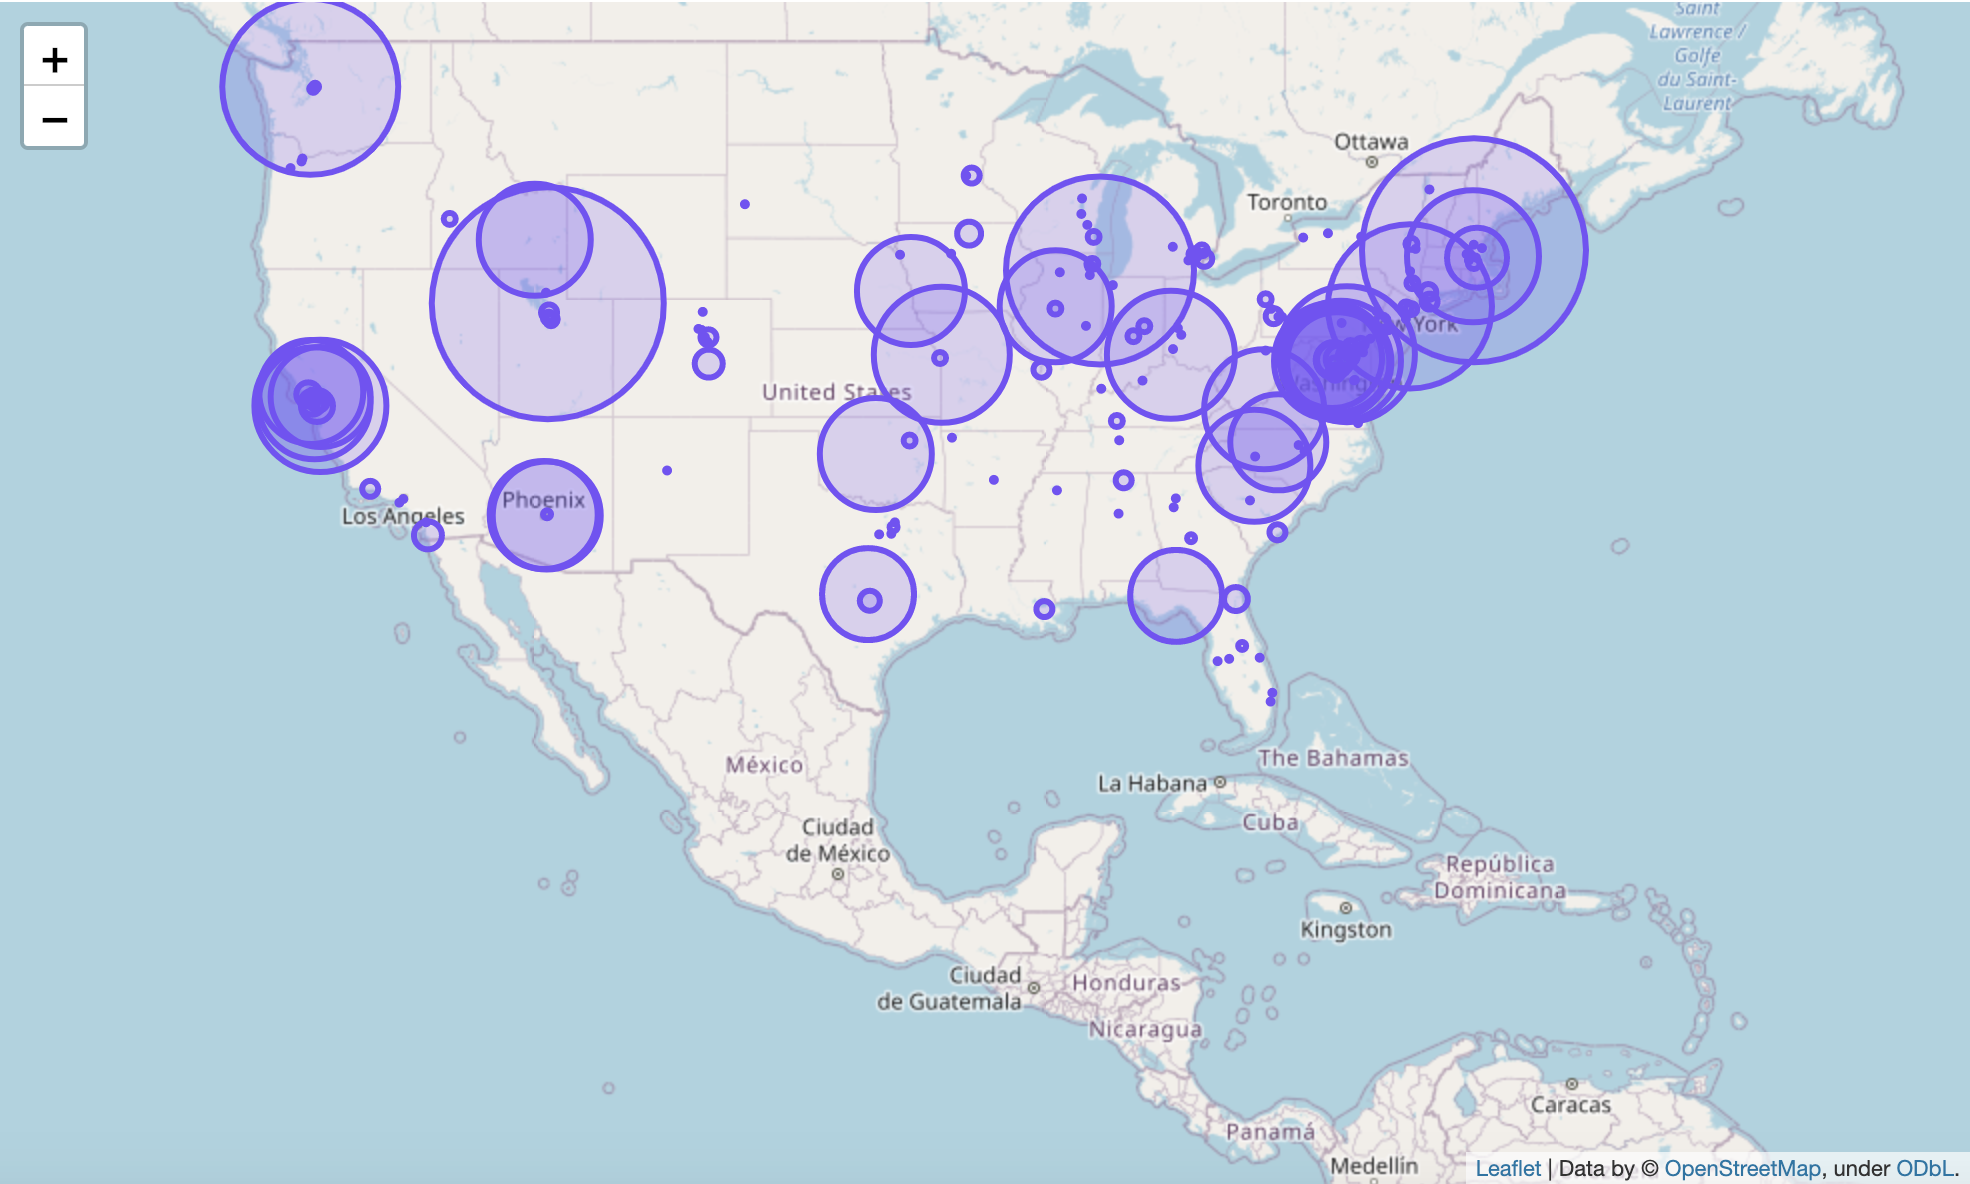 +
−
Saint
Lawrence /
Golfe
du Saint-
Laurent
Ottawa
Toronto
New York
Washington
United States
Phoenix
Los Angeles
México
Ciudad
de México
La Habana
The Bahamas
Cuba
República
Dominicana
Kingston
Ciudad
de Guatemala
Honduras
Nicaragua
Caracas
Panamá
Medellín
Leaflet | Data by © OpenStreetMap, under ODbL.